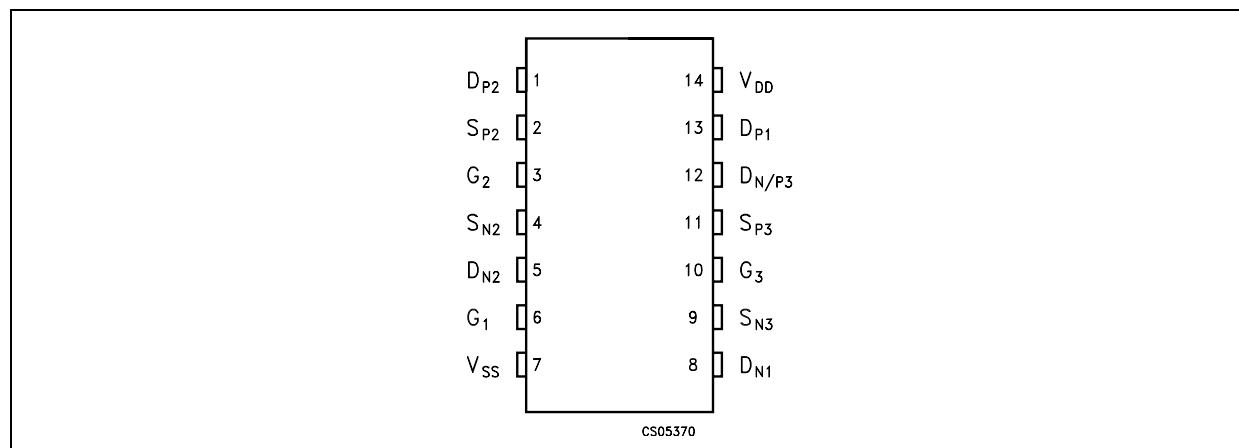 D_P2 1 14 V_DD
S_P2 2 13 D_P1
G_2 3 12 D_N/P3
S_N2 4 11 S_P3
D_N2 5 10 G_3
G_1 6 9 S_N3
V_SS 7 8 D_N1
CS05370